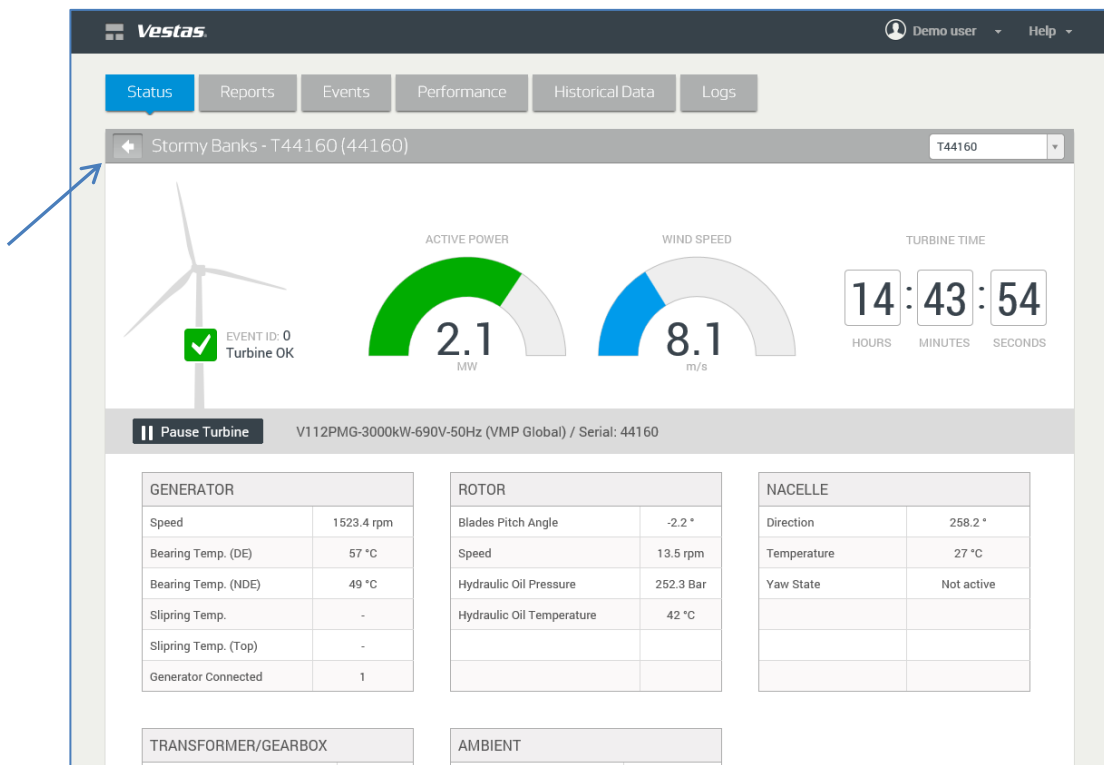 Vestas
Demo user Help
Status Reports Events Performance Historical Data Logs
Stormy Banks - T44160 (44160) T44160
ACTIVE POWER WIND SPEED TURBINE TIME
14 : 43 : 54
EVENT ID: 0
Turbine OK
2.1
MW
8.1
m/s
HOURS MINUTES SECONDS
Pause Turbine V112PMG-3000kW-690V-50Hz (VMP Global) / Serial: 44160
GENERATOR
Speed 1523.4 rpm
Bearing Temp. (DE) 57 °C
Bearing Temp. (NDE) 49 °C
Slipring Temp. -
Slipring Temp. (Top) -
Generator Connected 1
ROTOR
Blades Pitch Angle -2.2 °
Speed 13.5 rpm
Hydraulic Oil Pressure 252.3 Bar
Hydraulic Oil Temperature 42 °C
NACELLE
Direction 258.2 °
Temperature 27 °C
Yaw State Not active
TRANSFORMER/GEARBOX
AMBIENT